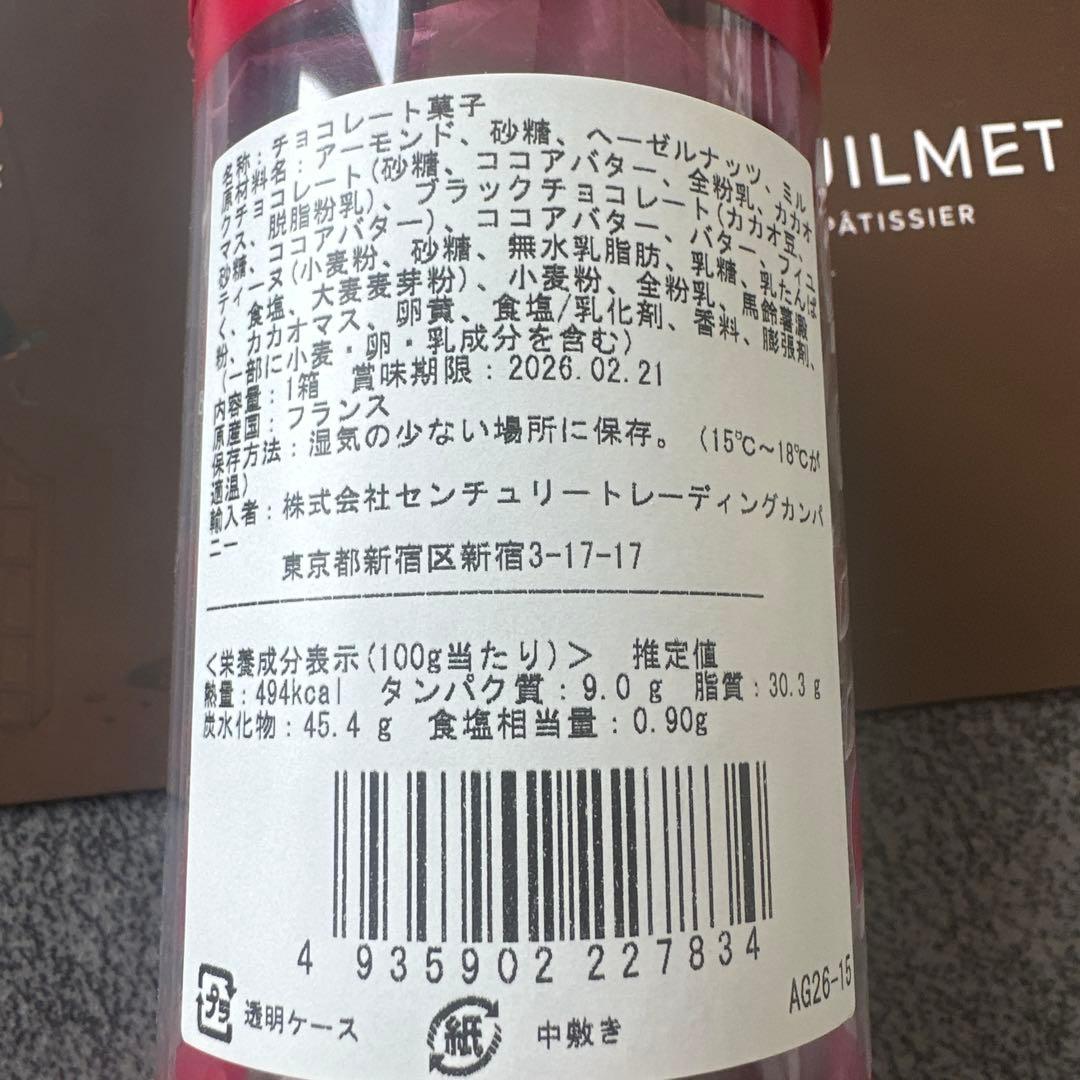 名称：チョコレート菓子
原材料名：アーモンド、砂糖、ヘーゼルナッツ、ミル
クチョコレート(砂糖、ココアバター、全粉乳、カカオ
マス、脱脂粉乳)、ブラックチョコレート(カカオ豆、
砂糖、ココアバター)、ココアバター、バター、フィユ
ティーヌ(小麦粉、砂糖、無水乳脂肪、乳糖、乳たんぱ
く、食塩、大麦麦芽粉)、小麦粉、全粉乳、馬鈴薯澱
粉、カカオマス、卵黄、食塩/乳化剤、香料、膨張剤、
(一部に小麦・卵・乳成分を含む)
内容量：1箱 賞味期限：2026.02.21
原産国：フランス
保存方法：湿気の少ない場所に保存。(15℃～18℃が
適温)
輸入者：株式会社センチュリートレーディングカンパ
ニー
東京都新宿区新宿3-17-17
＜栄養成分表示(100g当たり)＞ 推定値
熱量：494kcal タンパク質：9.0g 脂質：30.3g
炭水化物：45.4g 食塩相当量：0.90g
4 935902 227834
AG26-15
プラ 透明ケース 紙 中敷き
UILMET
PÂTISSIER